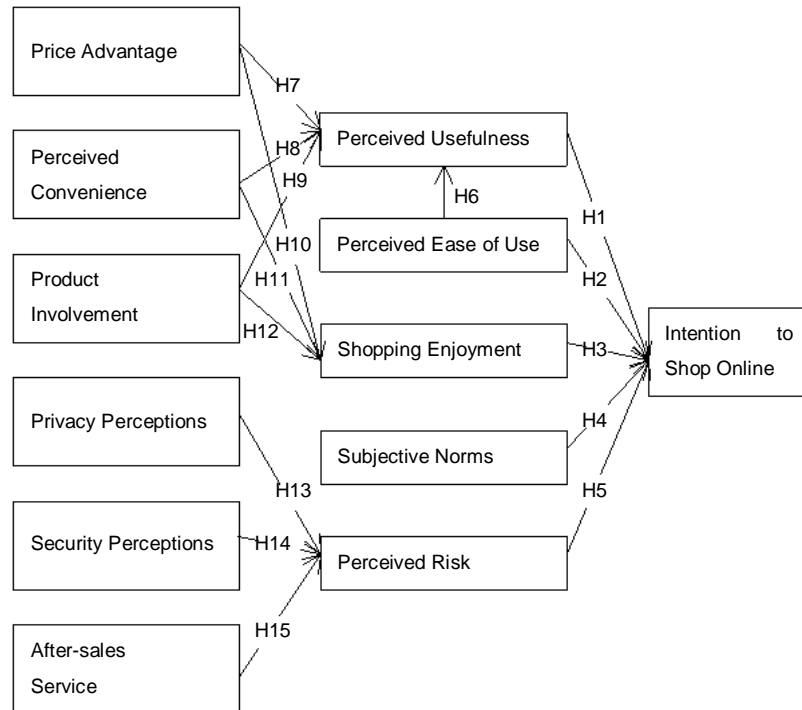 Price Advantage
H7
Perceived Usefulness
Perceived
Convenience
H8
H9
H6
H1
Perceived Ease of Use
H10
H11
H2
Product
Involvement
H12
Shopping Enjoyment
H3
Intention to
Shop Online
Privacy Perceptions
Subjective Norms
H4
H13
H5
Security Perceptions
H14
Perceived Risk
H15
After-sales
Service